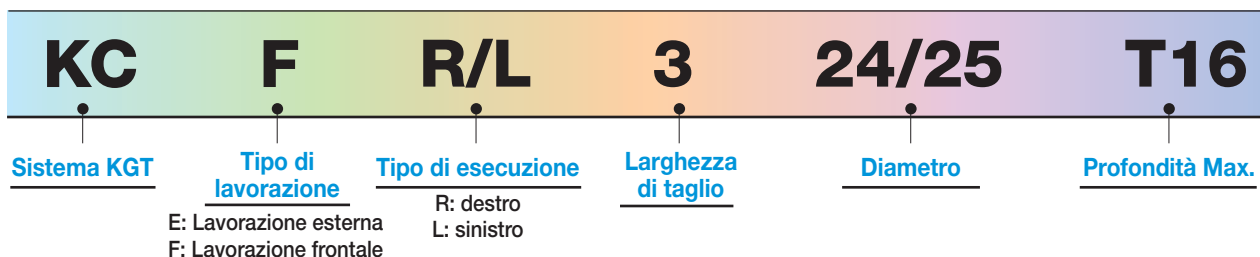 KC F R/L 3 24/25 T16
Sistema KGT
Tipo di
lavorazione
E: Lavorazione esterna
F: Lavorazione frontale
Tipo di esecuzione
R: destro
L: sinistro
Larghezza
di taglio
Diametro
Profondità Max.